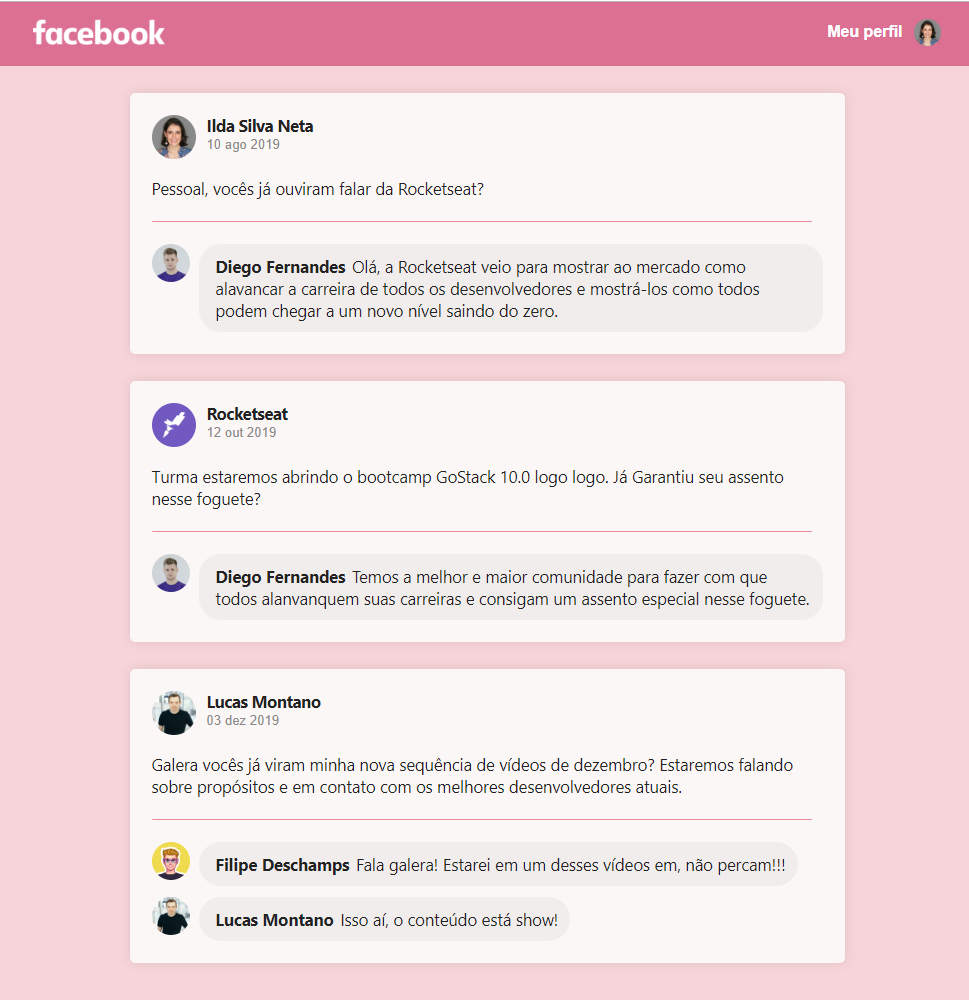 facebook
Meu perfil
Ilda Silva Neta
10 ago 2019
Pessoal, vocês já ouviram falar da Rocketseat?
Diego Fernandes Olá, a Rocketseat veio para mostrar ao mercado como
alavancar a carreira de todos os desenvolvedores e mostrá-los como todos
podem chegar a um novo nível saindo do zero.
Rocketseat
12 out 2019
Turma estaremos abrindo o bootcamp GoStack 10.0 logo logo. Já Garantiu seu assento
nesse foguete?
Diego Fernandes Temos a melhor e maior comunidade para fazer com que
todos alanvanquem suas carreiras e consigam um assento especial nesse foguete.
Lucas Montano
03 dez 2019
Galera vocês já viram minha nova sequência de vídeos de dezembro? Estaremos falando
sobre propósitos e em contato com os melhores desenvolvedores atuais.
Filipe Deschamps Fala galera! Estarei em um desses vídeos em, não percam!!!
Lucas Montano Isso aí, o conteúdo está show!